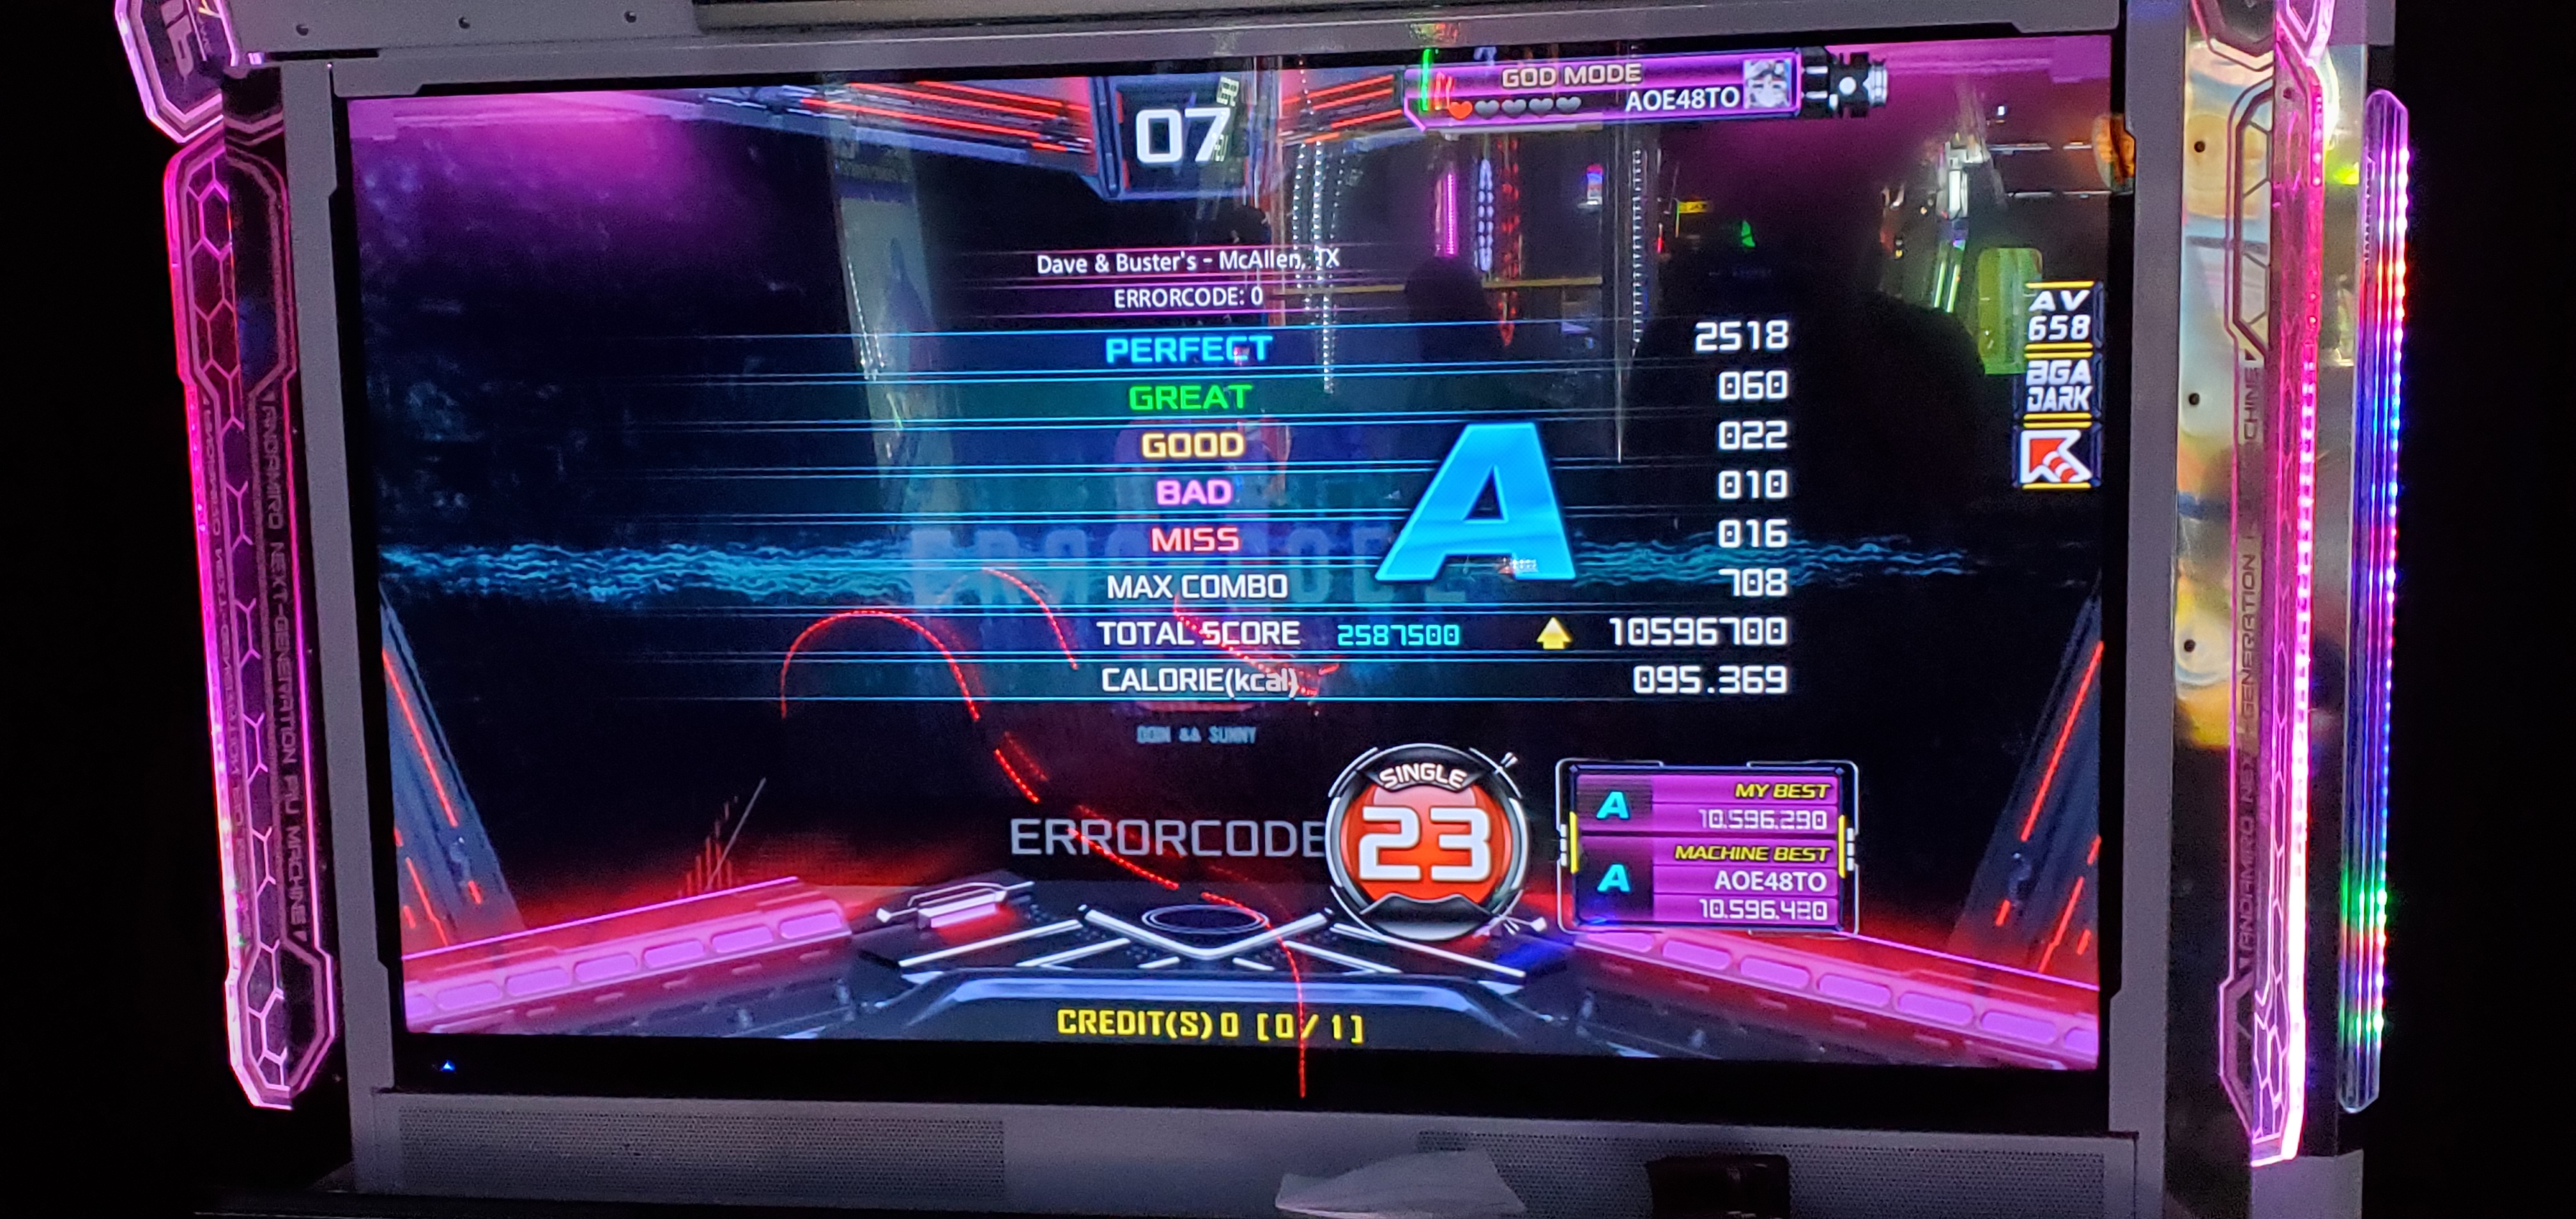 GOD MODE
07
AOE48TO
Dave & Buster's - McAllen, TX
ERRORCODE: 0
PERFECT 2518
GREAT 060
GOOD 022
BAD 010
MISS 016
A
MAX COMBO 708
TOTAL SCORE 2587500 10596700
CALORIE(kcal) 095.369
AV
658
BGA
DARK
DOIN && SUNNY
SINGLE
23
ERRORCODE
MY BEST
A 10.596.290
MACHINE BEST
A AOE48TO
10.596.420
CREDIT(S) 0 [0/1]
ANDAMIRO NEXT-GENERATION PIU MACHINE